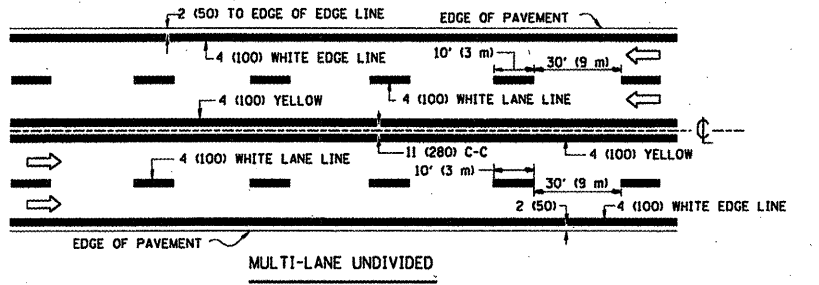 2 (50) TO EDGE OF EDGE LINE
EDGE OF PAVEMENT
4 (100) WHITE EDGE LINE
10' (3 m)
30' (9 m)
4 (100) YELLOW
4 (100) WHITE LANE LINE
℄
4 (100) WHITE LANE LINE
11 (280) C-C
4 (100) YELLOW
10' (3 m)
30' (9 m)
2 (50)
4 (100) WHITE EDGE LINE
EDGE OF PAVEMENT
MULTI-LANE UNDIVIDED